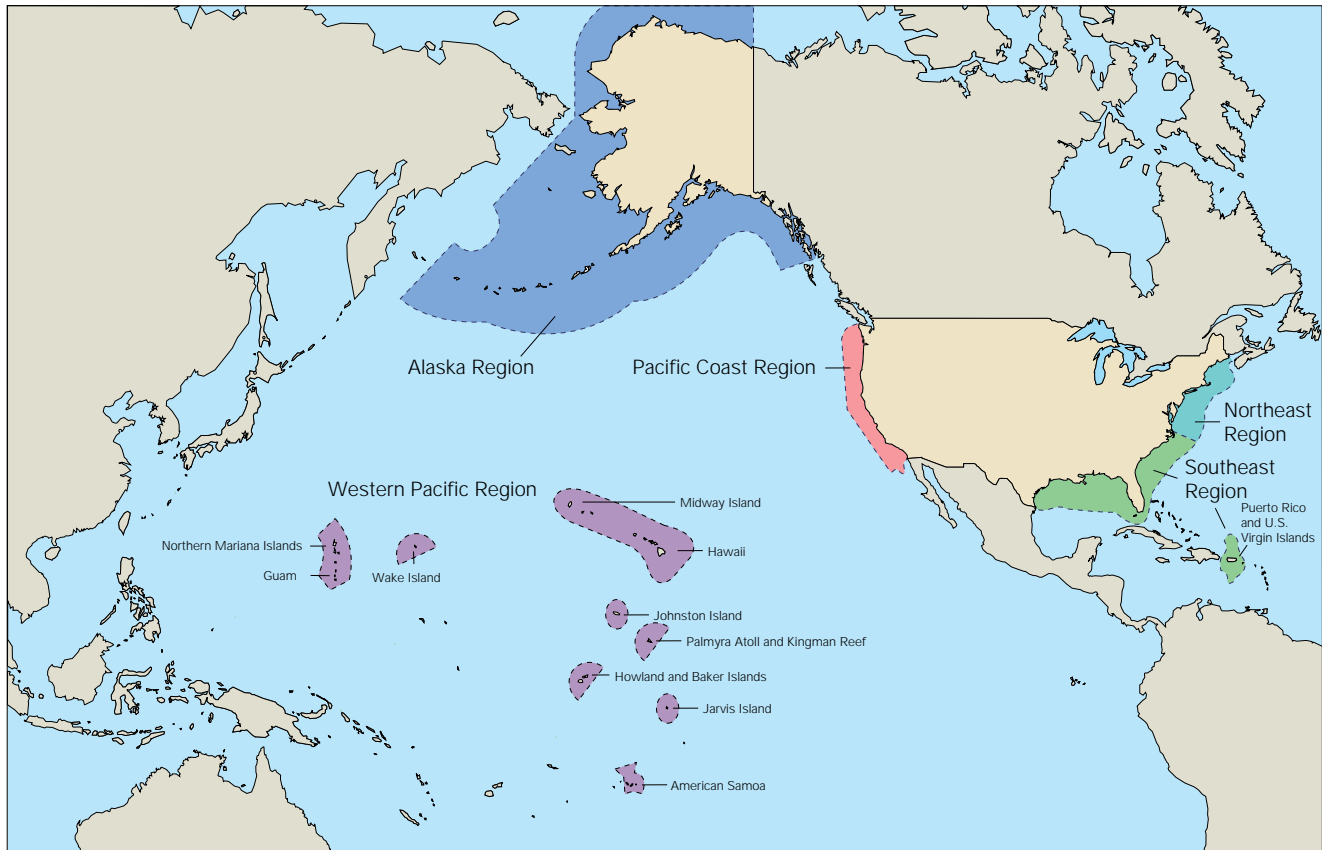 Alaska Region
Pacific Coast Region
Northeast
Region
Southeast
Region
Western Pacific Region
Midway Island
Puerto Rico
and U.S.
Virgin Islands
Northern Mariana Islands
Hawaii
Guam
Wake Island
Johnston Island
Palmyra Atoll and Kingman Reef
Howland and Baker Islands
Jarvis Island
American Samoa